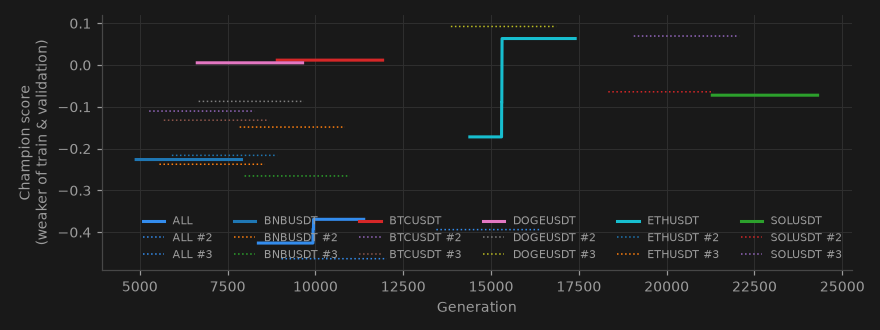 0.1
0.0
−0.1
−0.2
−0.3
−0.4
Champion score
(weaker of train & validation)
ALL
BNBUSDT
BTCUSDT
DOGEUSDT
ETHUSDT
SOLUSDT
ALL #2
BNBUSDT #2
BTCUSDT #2
DOGEUSDT #2
ETHUSDT #2
SOLUSDT #2
ALL #3
BNBUSDT #3
BTCUSDT #3
DOGEUSDT #3
ETHUSDT #3
SOLUSDT #3
5000 7500 10000 12500 15000 17500 20000 22500 25000
Generation